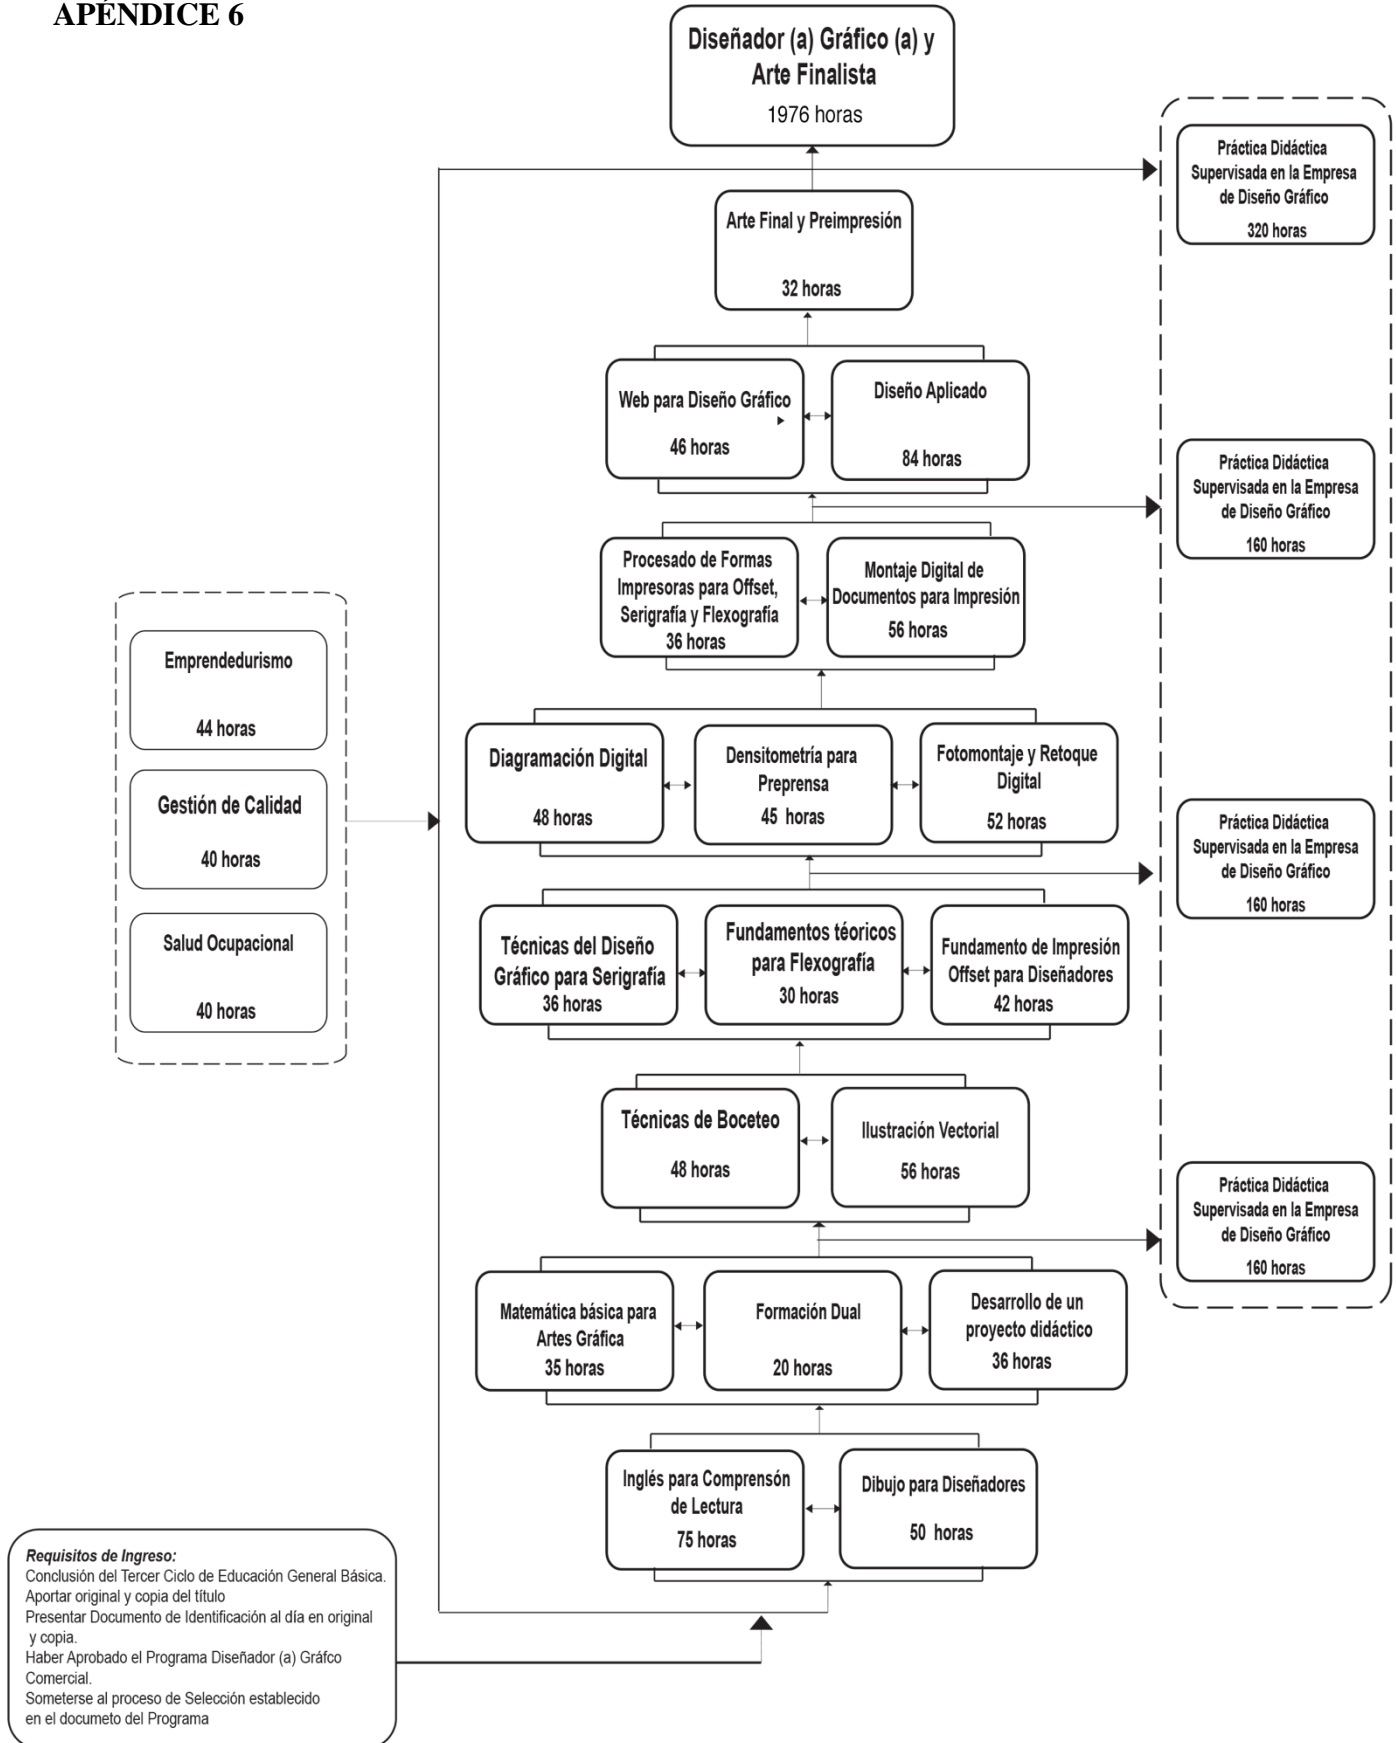 APÉNDICE 6
Diseñador (a) Gráfico (a) y
Arte Finalista
1976 horas
Práctica Didáctica
Supervisada en la Empresa
de Diseño Gráfico
320 horas
Arte Final y Preimpresión
32 horas
Web para Diseño Gráfico
46 horas
Diseño Aplicado
84 horas
Práctica Didáctica
Supervisada en la Empresa
de Diseño Gráfico
160 horas
Procesado de Formas
Impresoras para Offset,
Serigrafía y Flexografía
36 horas
Montaje Digital de
Documentos para Impresión
56 horas
Emprendedurismo
44 horas
Gestión de Calidad
40 horas
Salud Ocupacional
40 horas
Diagramación Digital
48 horas
Densitometría para
Preprensa
45 horas
Fotomontaje y Retoque
Digital
52 horas
Práctica Didáctica
Supervisada en la Empresa
de Diseño Gráfico
160 horas
Técnicas del Diseño
Gráfico para Serigrafía
36 horas
Fundamentos téoricos
para Flexografía
30 horas
Fundamento de Impresión
Offset para Diseñadores
42 horas
Técnicas de Boceteo
48 horas
Ilustración Vectorial
56 horas
Práctica Didáctica
Supervisada en la Empresa
de Diseño Gráfico
160 horas
Matemática básica para
Artes Gráfica
35 horas
Formación Dual
20 horas
Desarrollo de un
proyecto didáctico
36 horas
Inglés para Comprensón
de Lectura
75 horas
Dibujo para Diseñadores
50 horas
Requisitos de Ingreso:
Conclusión del Tercer Ciclo de Educación General Básica.
Aportar original y copia del título
Presentar Documento de Identificación al día en original
y copia.
Haber Aprobado el Programa Diseñador (a) Gráfco
Comercial.
Someterse al proceso de Selección establecido
en el documeto del Programa